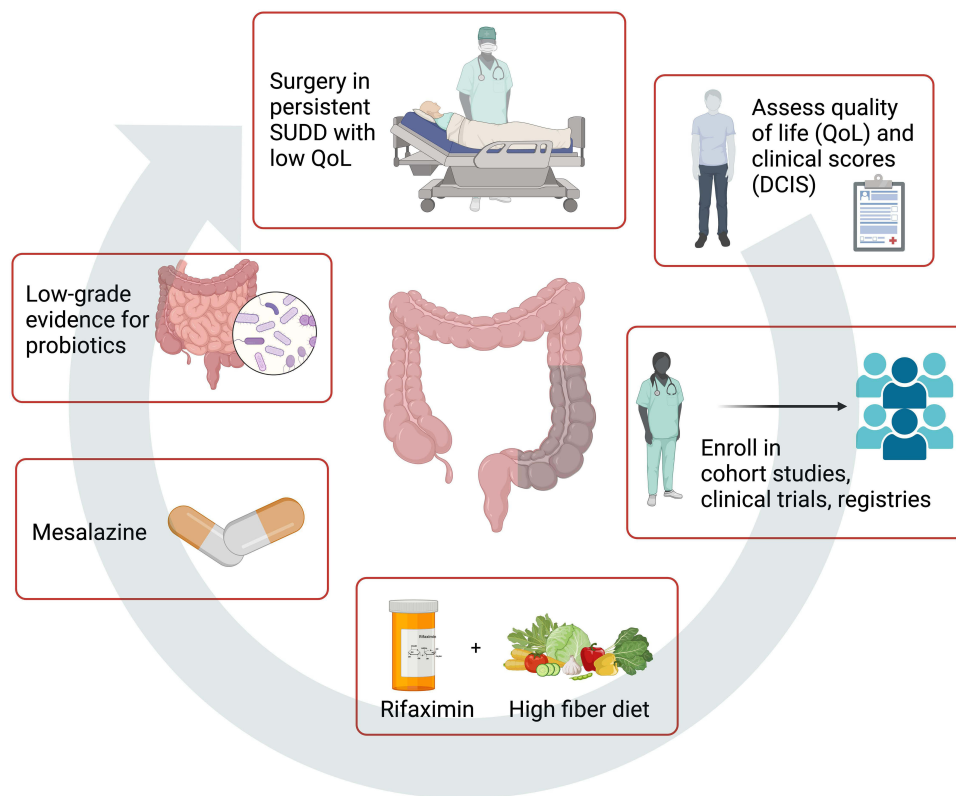 Surgery in
persistent
SUDD with
low QoL
Assess quality
of life (QoL) and
clinical scores
(DCIS)
Enroll in
cohort studies,
clinical trials, registries
Rifaximin
+
Rifaximin
High fiber diet
Mesalazine
Low-grade
evidence for
probiotics